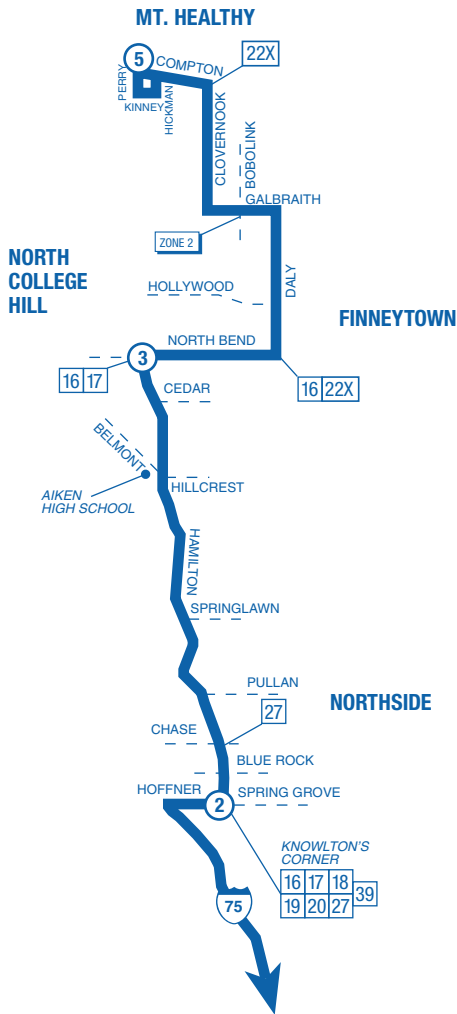 MT. HEALTHY
5
COMPTON
22X
PERRY
KINNEY
HICKMAN
CLOVERNOOK
BOBOLINK
GALBRAITH
ZONE 2
NORTH
COLLEGE
HILL
HOLLYWOOD
DALY
FINNEYTOWN
NORTH BEND
3
16 17
16 22X
CEDAR
BELMONT
AIKEN
HIGH SCHOOL
HILLCREST
HAMILTON
SPRINGLAWN
PULLAN
NORTHSIDE
27
CHASE
BLUE ROCK
HOFFNER
2
SPRING GROVE
KNOWLTON'S
CORNER
16 17 18
39
19 20 27
75